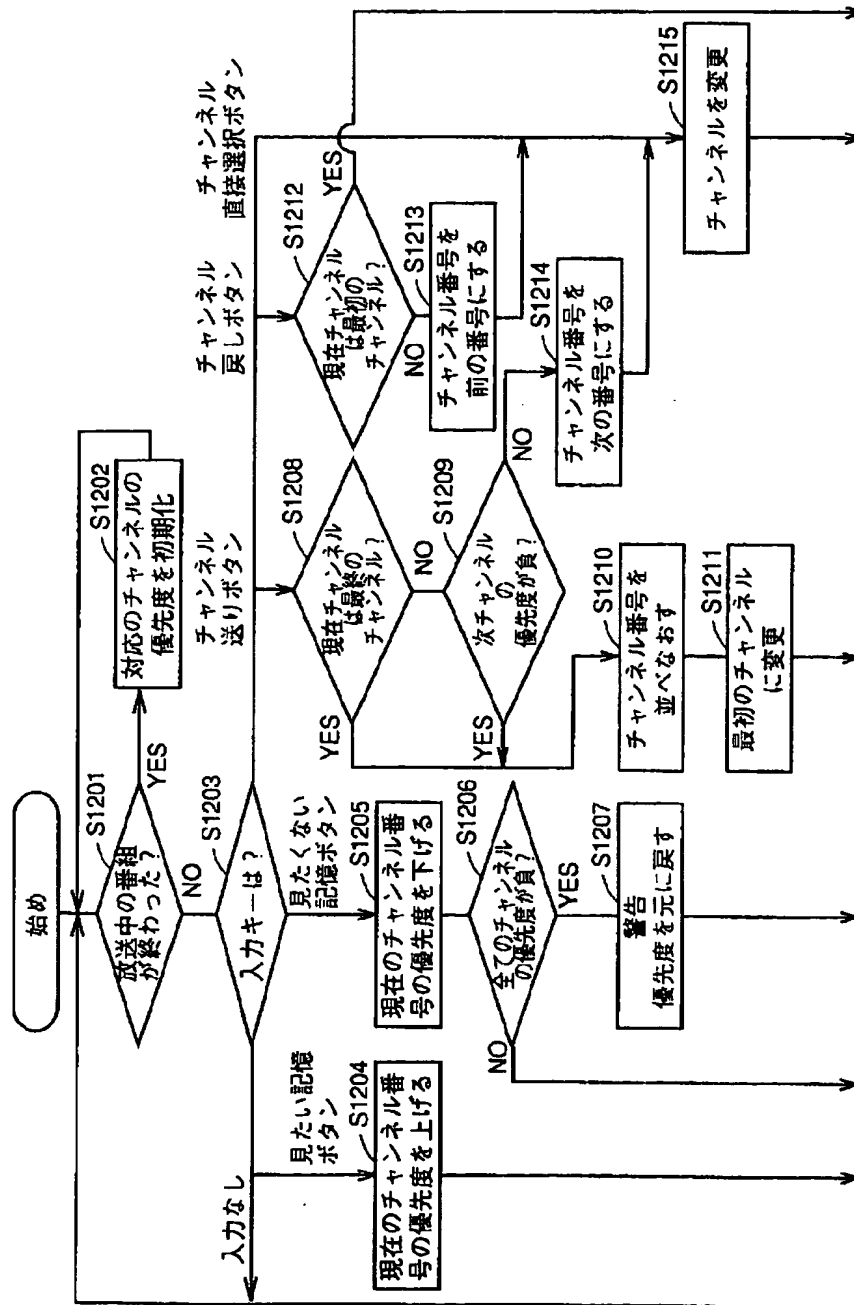 始め
S1201
放送中の番組
が終わった？
YES
NO
S1202
対応のチャンネルの
優先度を初期化
S1203
入力キーは？
入力なし
見たい記憶
ボタン
見たくない
記憶ボタン
チャンネル
送りボタン
チャンネル
戻しボタン
チャンネル
直接選択ボタン
S1204
現在のチャンネル番
号の優先度を上げる
S1205
現在のチャンネル番
号の優先度を下げる
S1206
全てのチャンネル
の優先度が負？
NO
YES
S1207
警告
優先度を元に戻す
S1208
現在チャンネル
は最終の
チャンネル？
YES
NO
S1209
次チャンネル
の
優先度が負？
YES
NO
S1210
チャンネル番号を
並べなおす
S1211
最初のチャンネル
に変更
S1212
現在チャンネル
は最初の
チャンネル？
YES
NO
S1213
チャンネル番号を
前の番号にする
S1214
チャンネル番号を
次の番号にする
S1215
チャンネルを変更